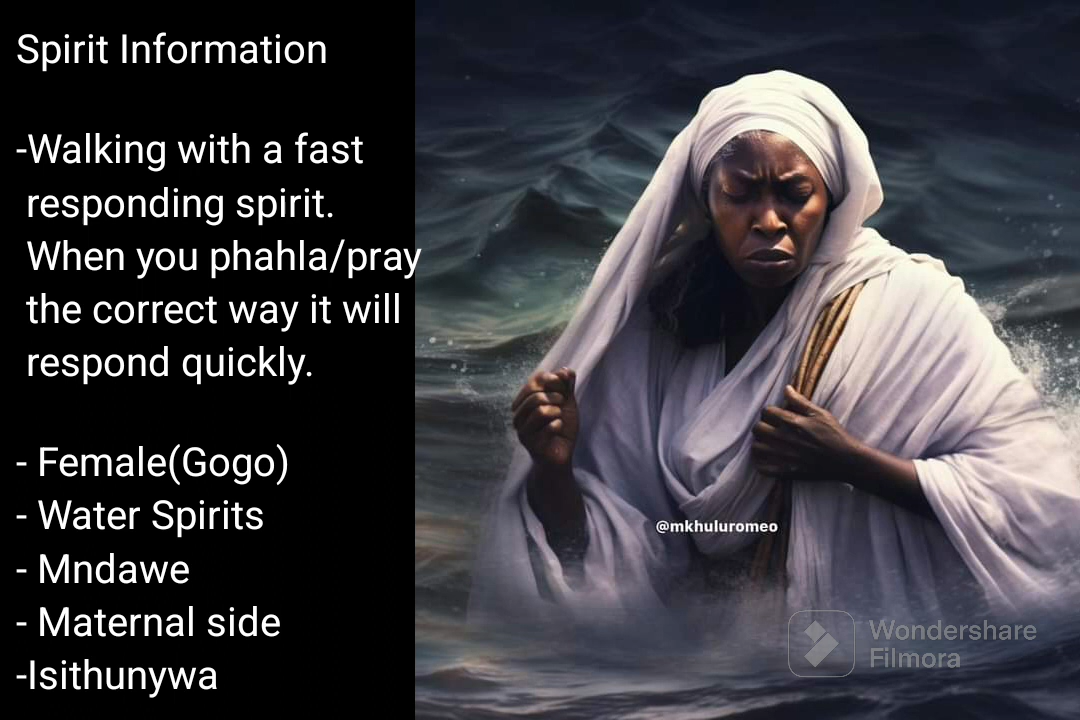 Spirit Information
-Walking with a fast
responding spirit.
When you phahla/pray
the correct way it will
respond quickly.
- Female(Gogo)
- Water Spirits
- Mndawe
- Maternal side
-Isithunywa
@mkhuluromeo
Wondershare
Filmora